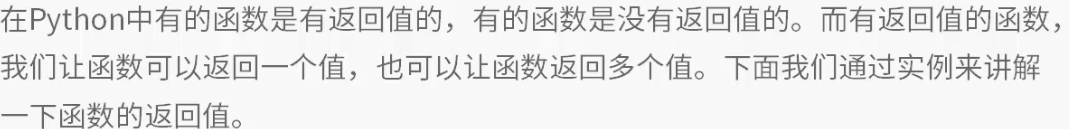 在Python中有的函数是有返回值的，有的函数是没有返回值的。而有返回值的函数，
我们让函数可以返回一个值，也可以让函数返回多个值。下面我们通过实例来讲解
一下函数的返回值。